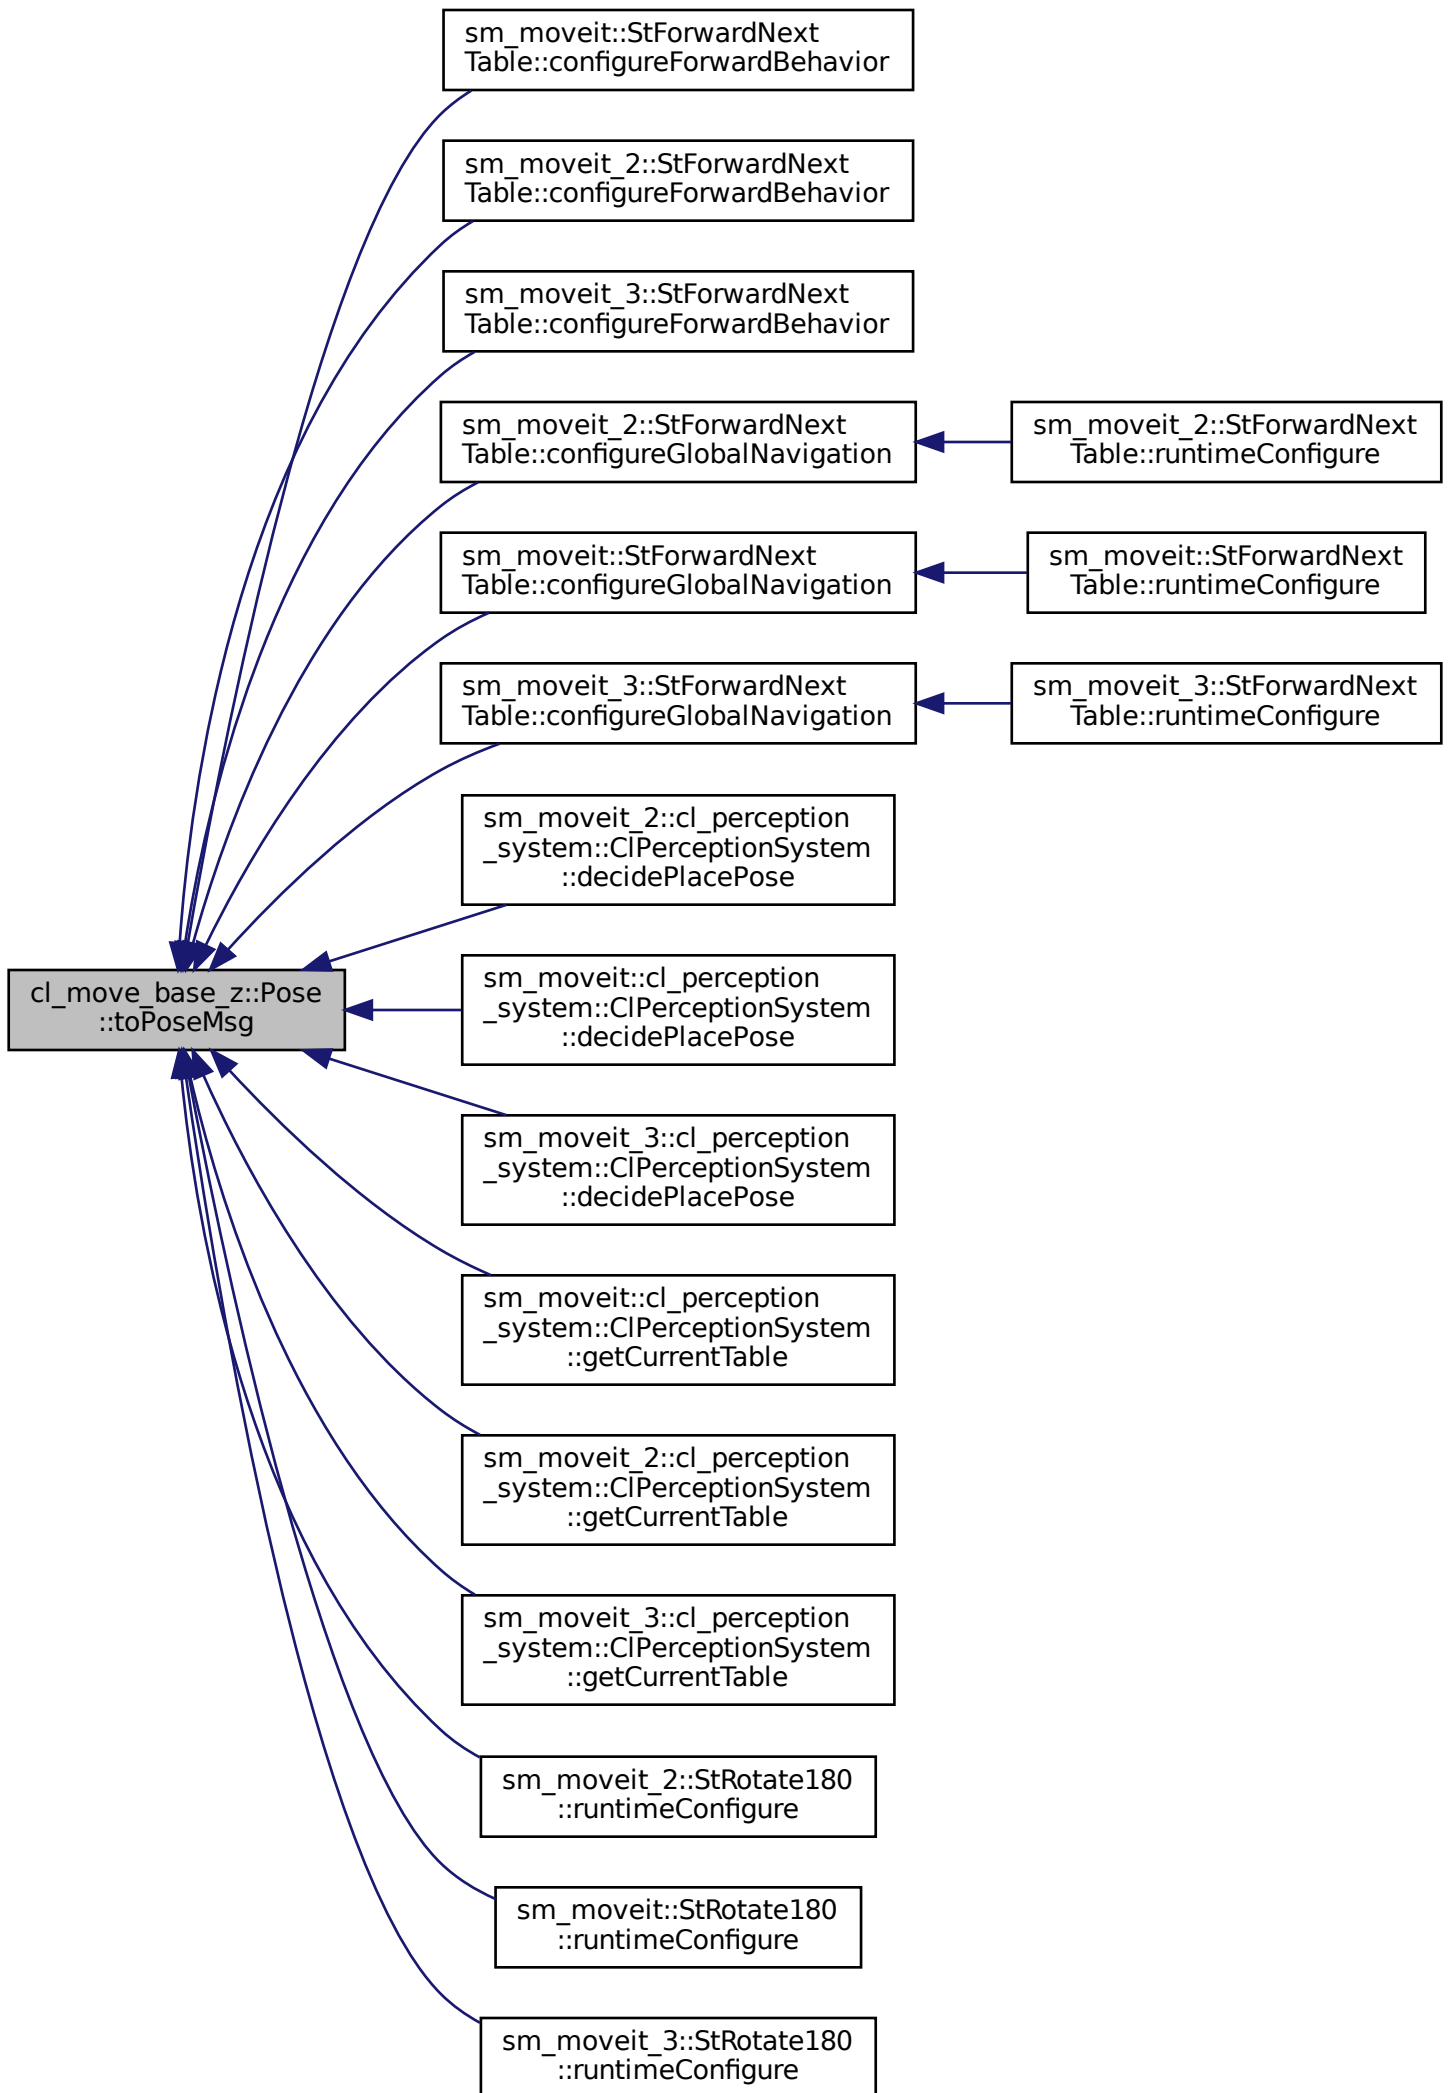 sm_moveit::StForwardNext
Table::configureForwardBehavior
sm_moveit_2::StForwardNext
Table::configureForwardBehavior
sm_moveit_3::StForwardNext
Table::configureForwardBehavior
sm_moveit_2::StForwardNext
Table::configureGlobalNavigation
sm_moveit_2::StForwardNext
Table::runtimeConfigure
sm_moveit::StForwardNext
Table::configureGlobalNavigation
sm_moveit::StForwardNext
Table::runtimeConfigure
sm_moveit_3::StForwardNext
Table::configureGlobalNavigation
sm_moveit_3::StForwardNext
Table::runtimeConfigure
sm_moveit_2::cl_perception
_system::ClPerceptionSystem
::decidePlacePose
cl_move_base_z::Pose
::toPoseMsg
sm_moveit::cl_perception
_system::ClPerceptionSystem
::decidePlacePose
sm_moveit_3::cl_perception
_system::ClPerceptionSystem
::decidePlacePose
sm_moveit::cl_perception
_system::ClPerceptionSystem
::getCurrentTable
sm_moveit_2::cl_perception
_system::ClPerceptionSystem
::getCurrentTable
sm_moveit_3::cl_perception
_system::ClPerceptionSystem
::getCurrentTable
sm_moveit_2::StRotate180
::runtimeConfigure
sm_moveit::StRotate180
::runtimeConfigure
sm_moveit_3::StRotate180
::runtimeConfigure